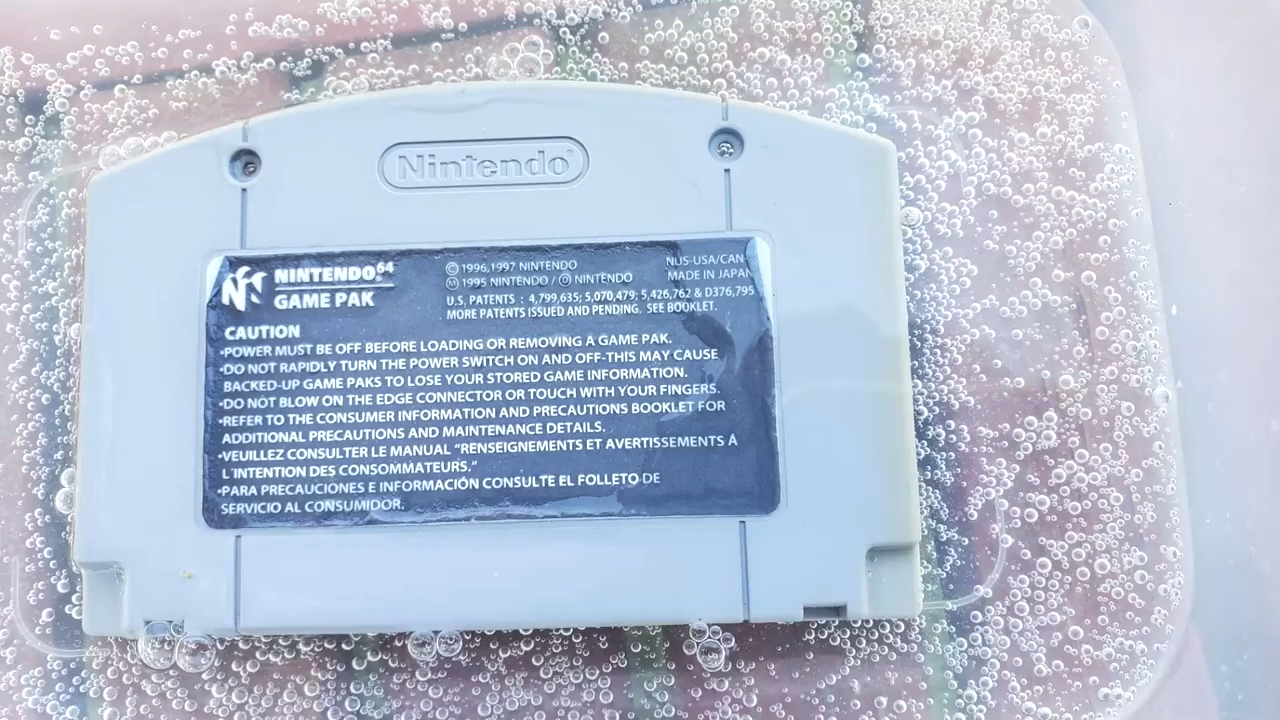 Nintendo®
NINTENDO64
GAME PAK
© 1996,1997 NINTENDO
Ⓜ 1995 NINTENDO / Ⓓ NINTENDO
NUS-USA/CAN
MADE IN JAPAN
U.S. PATENTS : 4,799,635; 5,070,479; 5,426,762 & D376,795
MORE PATENTS ISSUED AND PENDING. SEE BOOKLET.
CAUTION
•POWER MUST BE OFF BEFORE LOADING OR REMOVING A GAME PAK.
•DO NOT RAPIDLY TURN THE POWER SWITCH ON AND OFF-THIS MAY CAUSE
BACKED-UP GAME PAKS TO LOSE YOUR STORED GAME INFORMATION.
•DO NOT BLOW ON THE EDGE CONNECTOR OR TOUCH WITH YOUR FINGERS.
•REFER TO THE CONSUMER INFORMATION AND PRECAUTIONS BOOKLET FOR
ADDITIONAL PRECAUTIONS AND MAINTENANCE DETAILS.
•VEUILLEZ CONSULTER LE MANUAL "RENSEIGNEMENTS ET AVERTISSEMENTS À
L'INTENTION DES CONSOMMATEURS."
•PARA PRECAUCIONES E INFORMACIÓN CONSULTE EL FOLLETO DE
SERVICIO AL CONSUMIDOR.